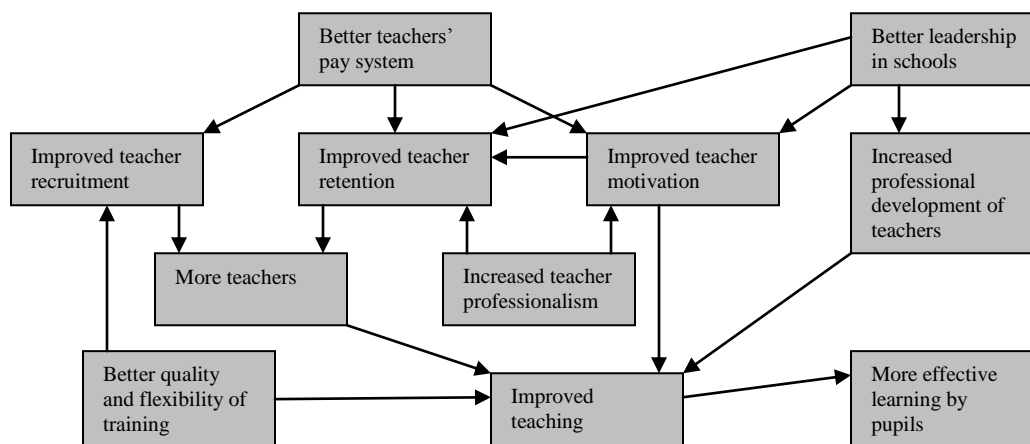 Better teachers’
pay system
Better leadership
in schools
Improved teacher
recruitment
Improved teacher
retention
Improved teacher
motivation
Increased
professional
development of
teachers
More teachers
Increased teacher
professionalism
Better quality
and flexibility of
training
Improved
teaching
More effective
learning by
pupils